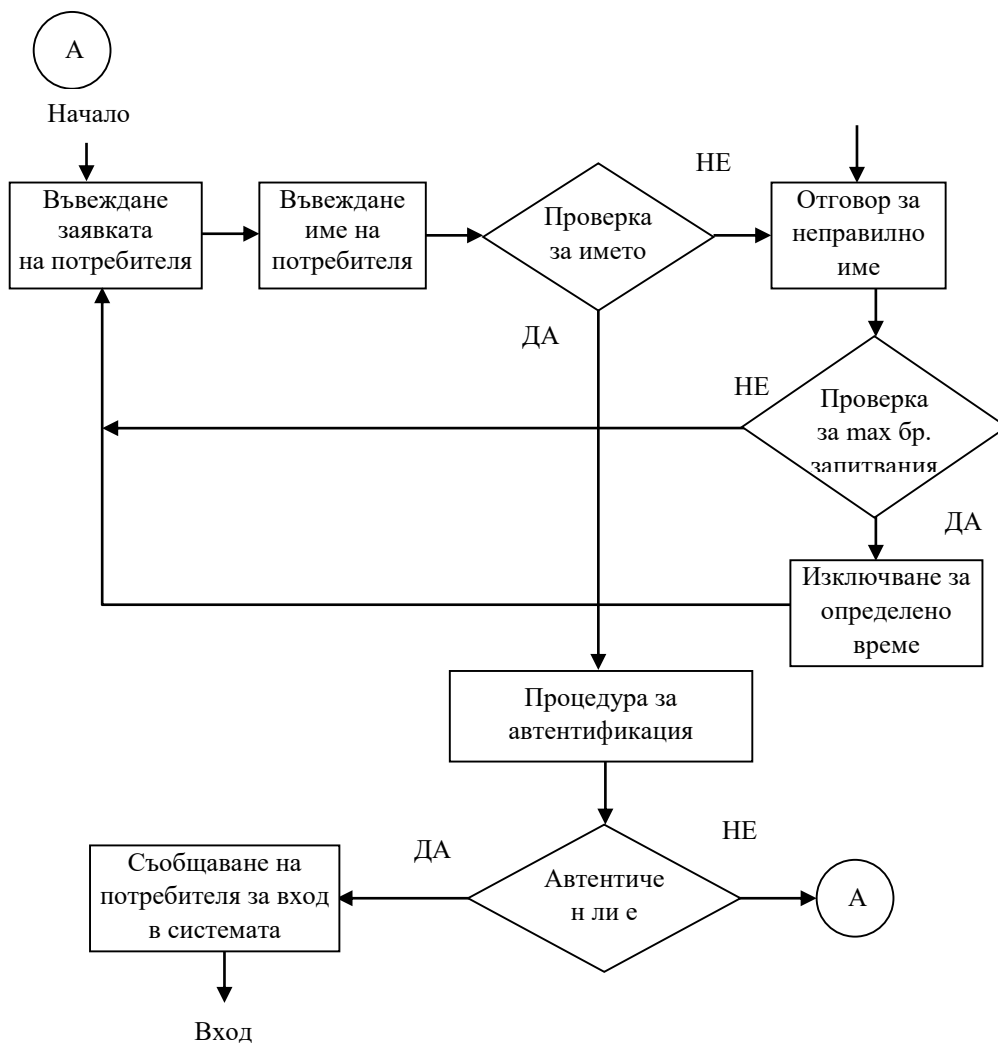 А
Начало
Въвеждане
заявката
на потребителя
Въвеждане
име на
потребителя
Проверка
за името
НЕ
Отговор за
неправилно
име
ДА
НЕ
Проверка
за max бр.
запитвания
ДА
Изключване за
определено
време
Процедура за
автентификация
Автентиче
н ли е
НЕ
А
ДА
Съобщаване на
потребителя за вход
в системата
Вход